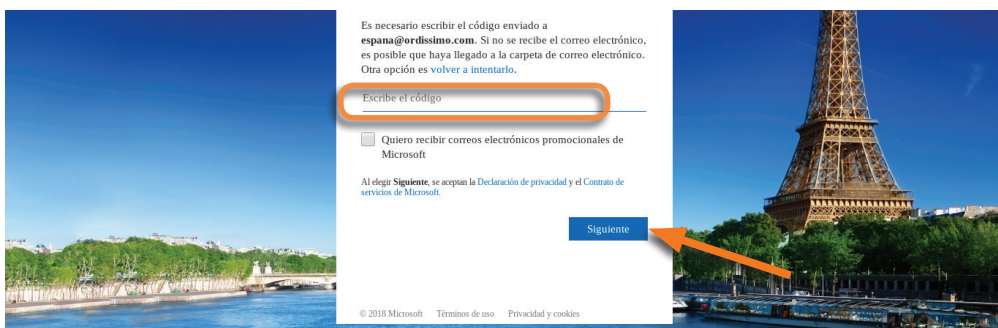 Es necesario escribir el código enviado a
espana@ordissimo.com. Si no se recibe el correo electrónico,
es posible que haya llegado a la carpeta de correo electrónico.
Otra opción es volver a intentarlo.
Escribe el código
Quiero recibir correos electrónicos promocionales de
Microsoft
Al elegir Siguiente, se aceptan la Declaración de privacidad y el Contrato de
servicios de Microsoft.
Siguiente
© 2018 Microsoft Términos de uso Privacidad y cookies